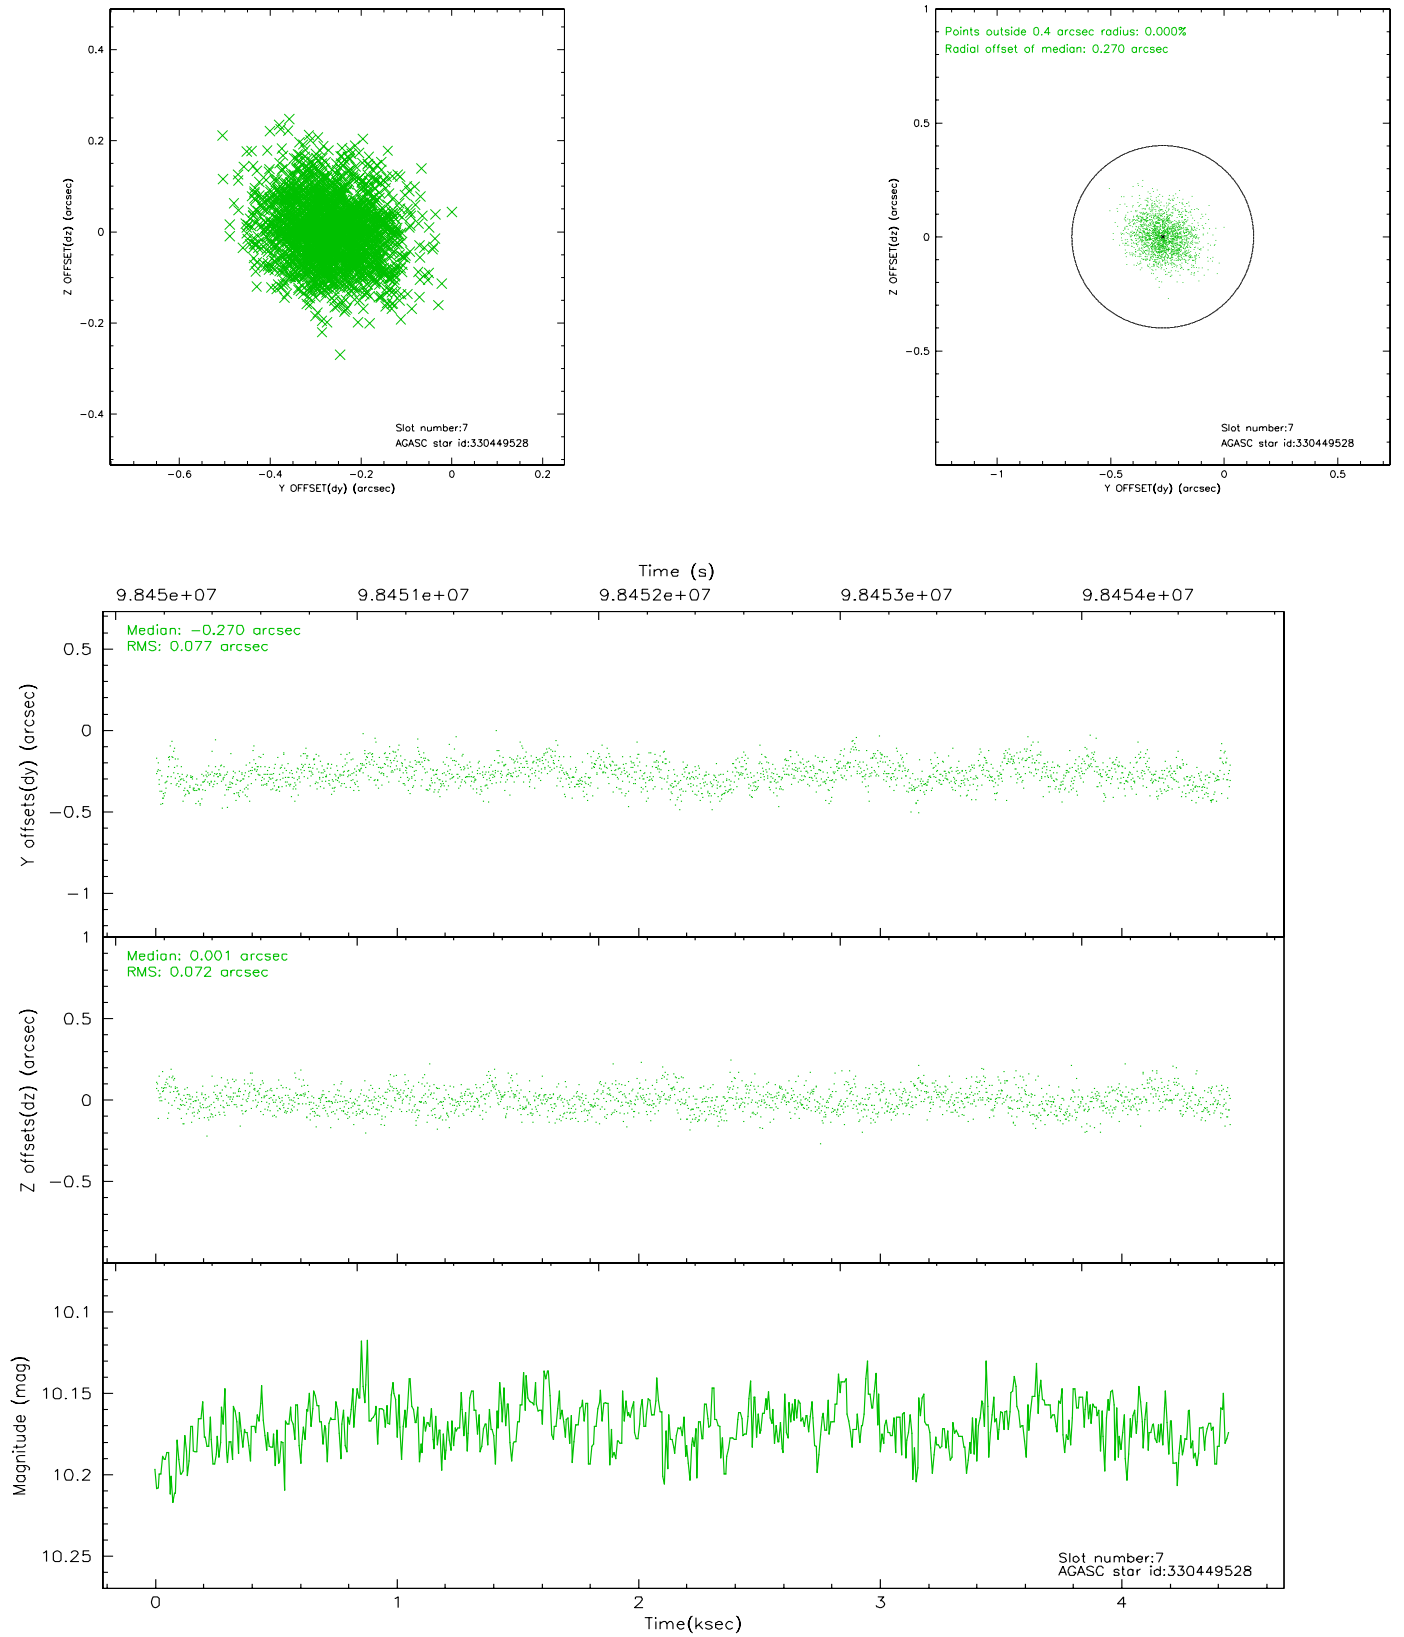 0.4
0.2
0
−0.2
−0.4
Z OFFSET(dz) (arcsec)
Slot number:7
AGASC star id:330449528
−0.6 −0.4 −0.2 0 0.2
Y OFFSET(dy) (arcsec)
1
Points outside 0.4 arcsec radius: 0.000%
Radial offset of median: 0.270 arcsec
0.5
0
−0.5
Z OFFSET(dz) (arcsec)
Slot number:7
AGASC star id:330449528
−1 −0.5 0 0.5
Y OFFSET(dy) (arcsec)
Time (s)
9.845e+07 9.8451e+07 9.8452e+07 9.8453e+07 9.8454e+07
Median: −0.270 arcsec
RMS: 0.077 arcsec
0.5
0
−0.5
−1
Y offsets(dy) (arcsec)
1
Median: 0.001 arcsec
RMS: 0.072 arcsec
0.5
0
−0.5
Z offsets(dz) (arcsec)
10.1
10.15
10.2
10.25
Magnitude (mag)
Slot number:7
AGASC star id:330449528
0 1 2 3 4
Time(ksec)